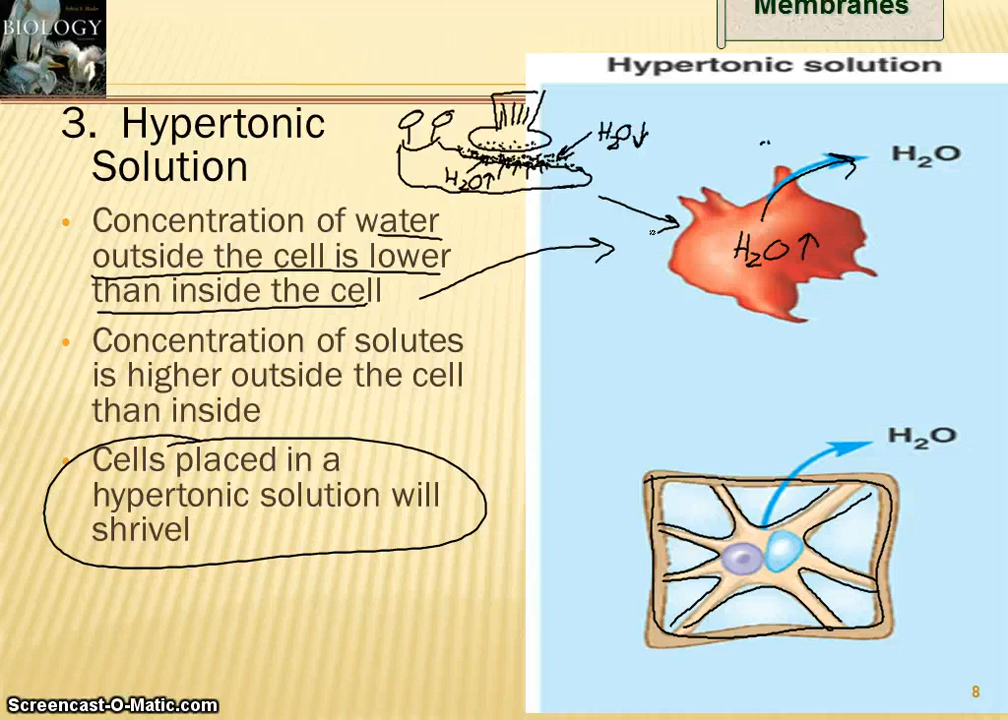 Membranes
BIOLOGY
Hypertonic solution
3. Hypertonic
Solution
H2O↓
H2O↑
H2O
H2O↑
• Concentration of water
outside the cell is lower
than inside the cell
• Concentration of solutes
is higher outside the cell
than inside
• Cells placed in a
hypertonic solution will
shrivel
H2O
8
Screencast-O-Matic.com